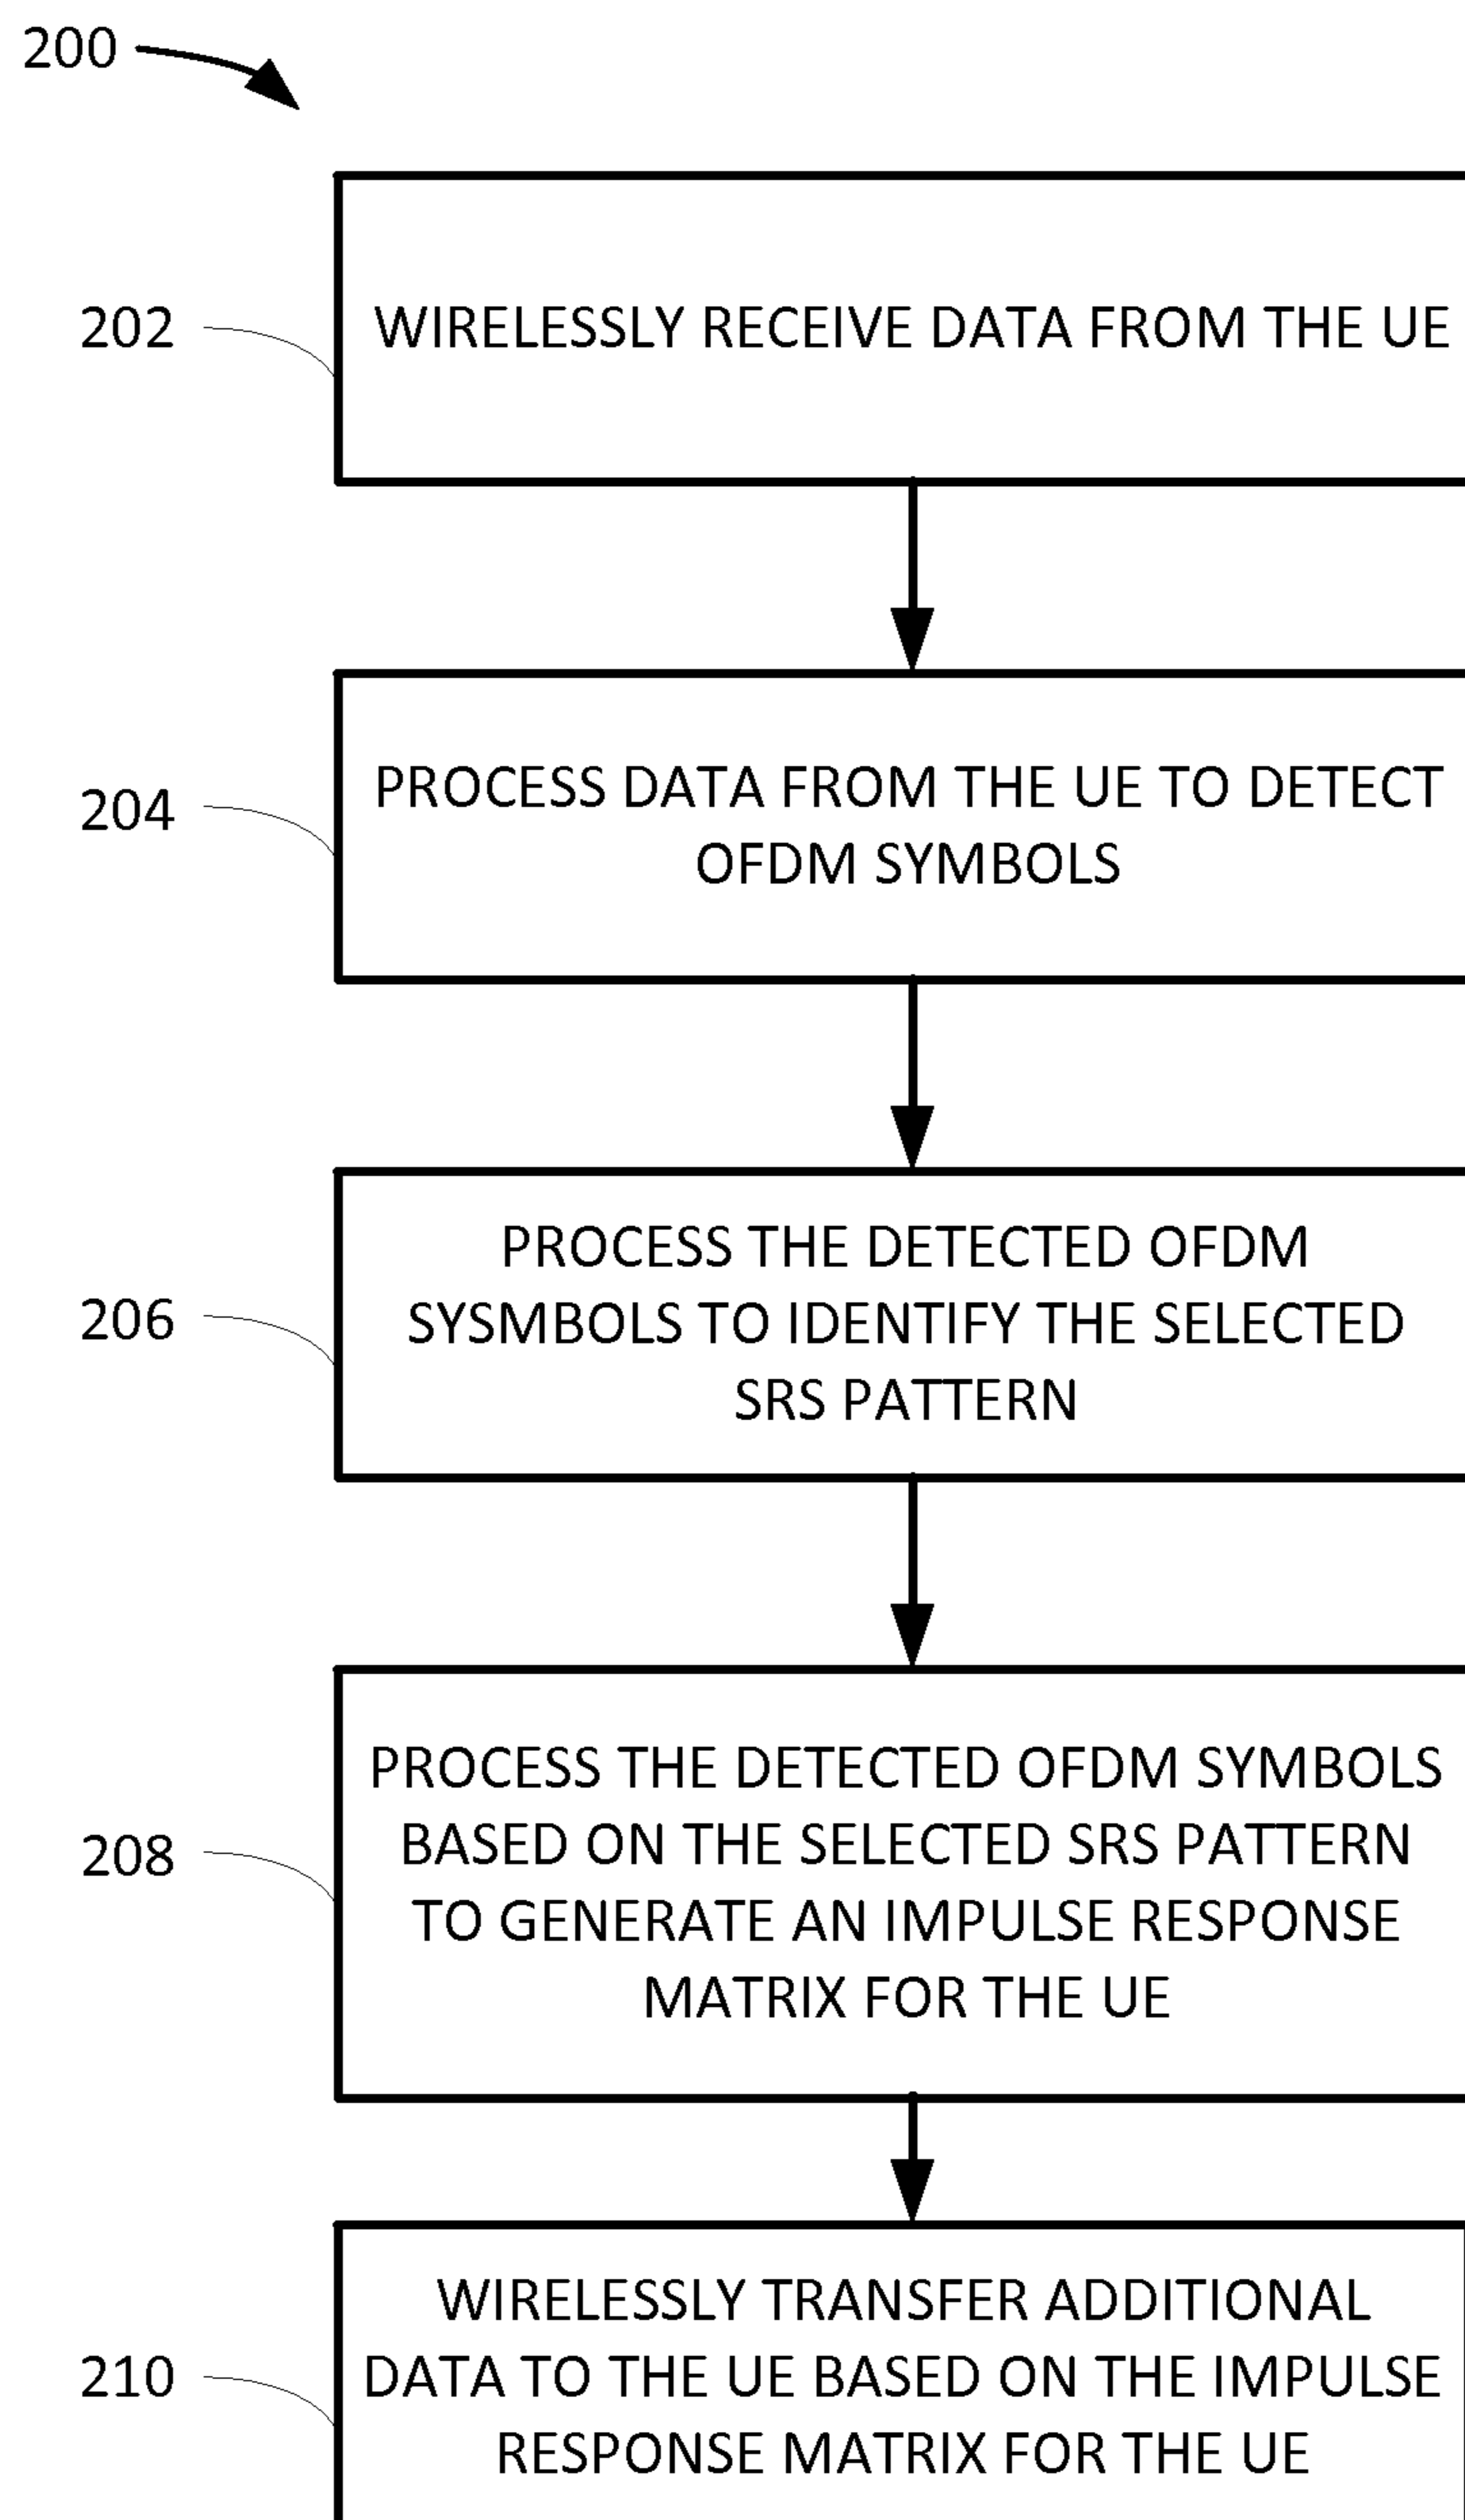 200
202
WIRELESSLY RECEIVE DATA FROM THE UE
204
PROCESS DATA FROM THE UE TO DETECT
OFDM SYMBOLS
206
PROCESS THE DETECTED OFDM
SYSMBOLS TO IDENTIFY THE SELECTED
SRS PATTERN
208
PROCESS THE DETECTED OFDM SYMBOLS
BASED ON THE SELECTED SRS PATTERN
TO GENERATE AN IMPULSE RESPONSE
MATRIX FOR THE UE
210
WIRELESSLY TRANSFER ADDITIONAL
DATA TO THE UE BASED ON THE IMPULSE
RESPONSE MATRIX FOR THE UE